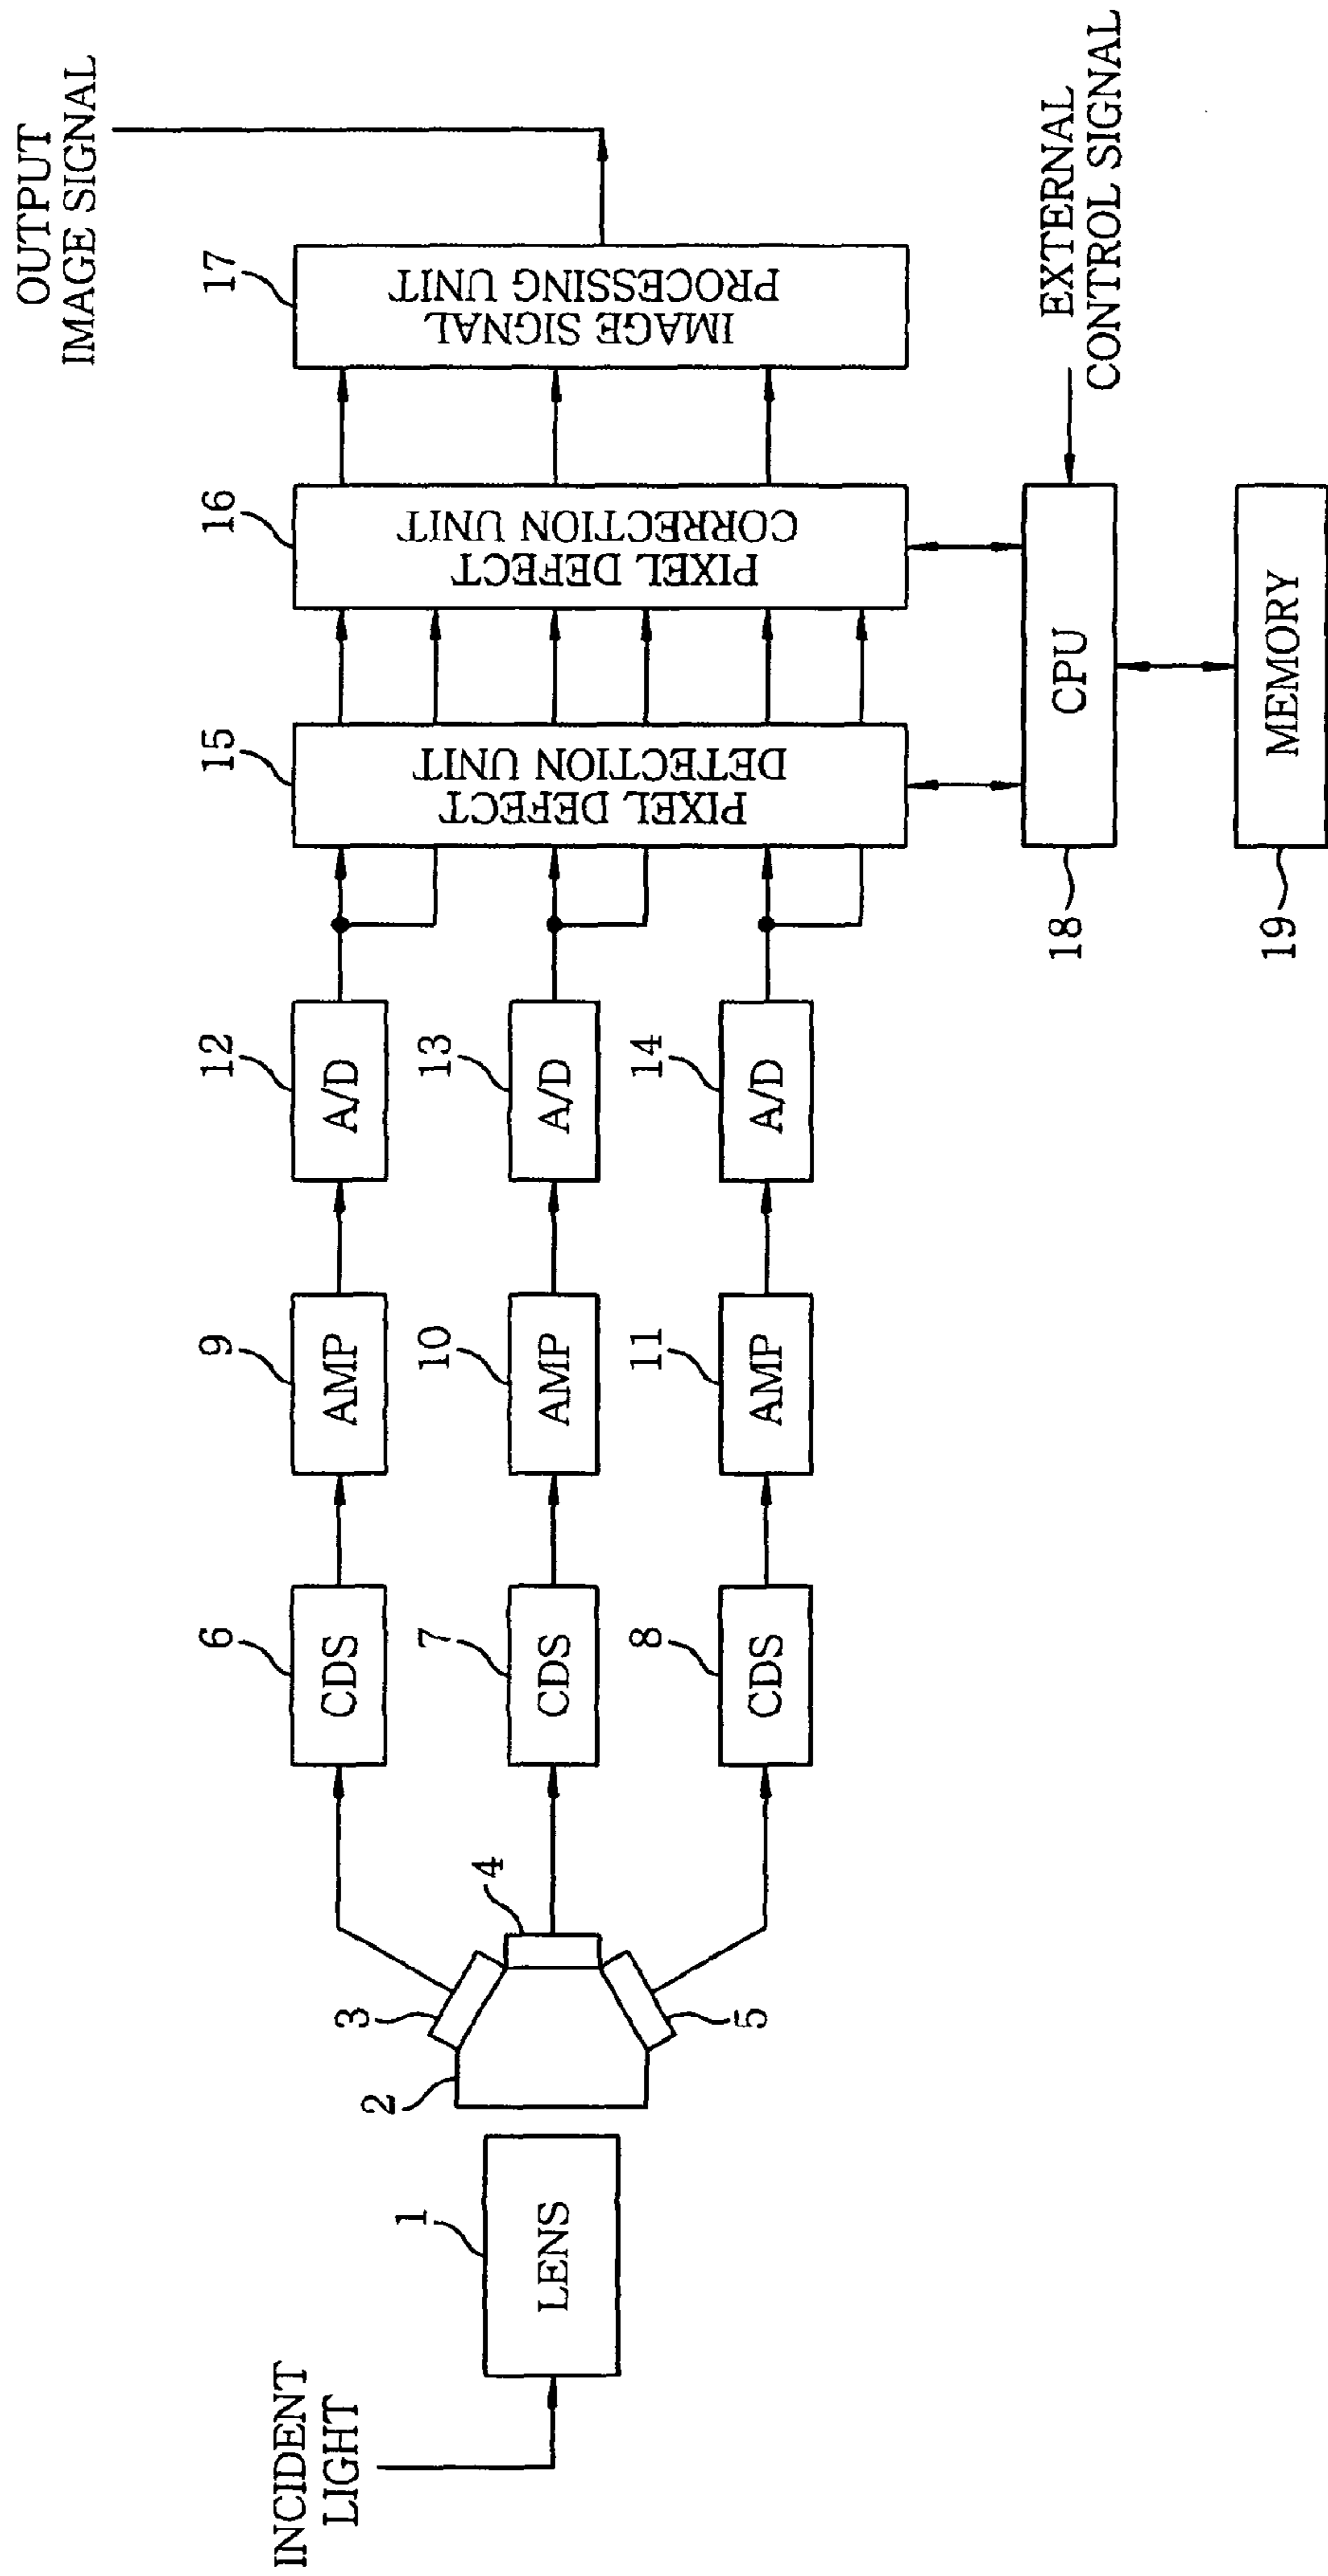 OUTPUT
IMAGE SIGNAL
17
IMAGE SIGNAL
PROCESSING UNIT
16
PIXEL DEFECT
CORRECTION UNIT
15
PIXEL DEFECT
DETECTION UNIT
EXTERNAL
CONTROL SIGNAL
CPU
18
MEMORY
19
12
A/D
13
A/D
14
A/D
9
AMP
10
AMP
11
AMP
6
CDS
7
CDS
8
CDS
3
4
5
2
1
LENS
INCIDENT
LIGHT